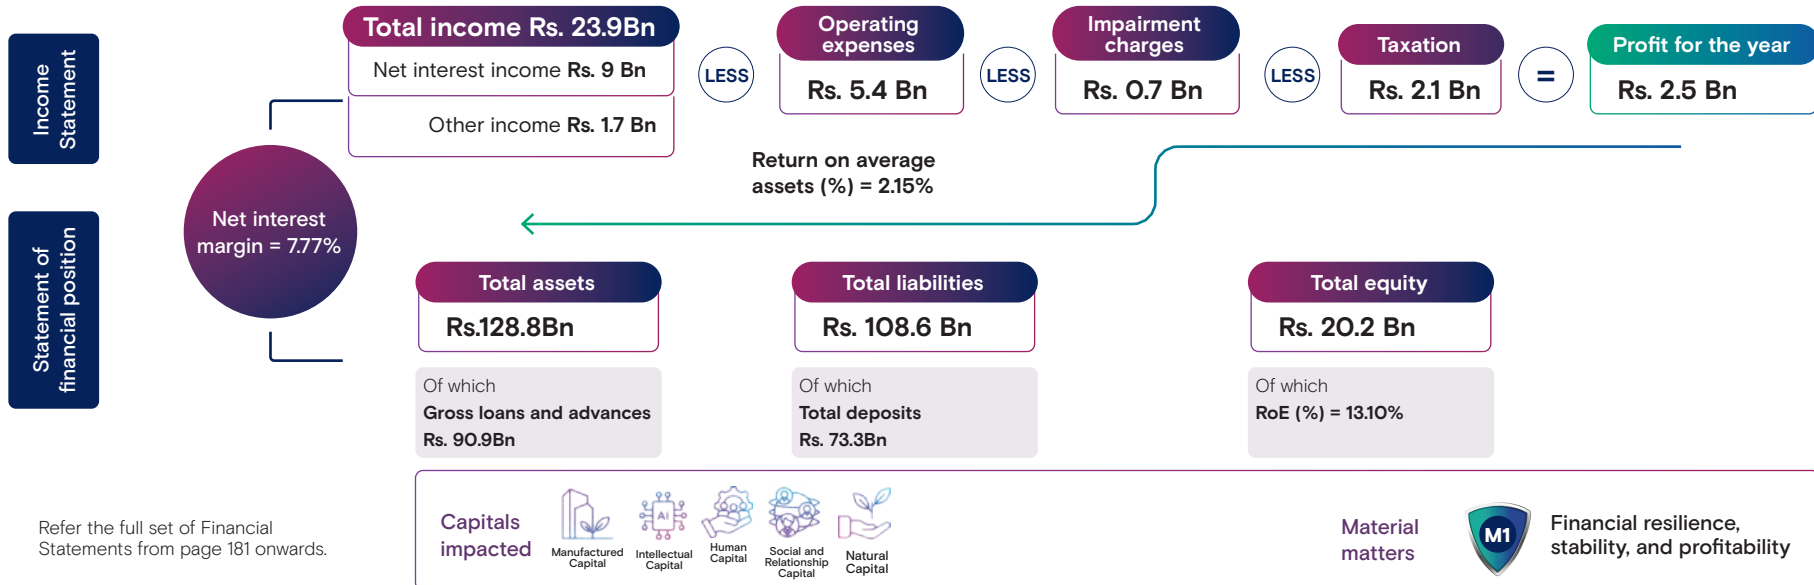 Income
Statement
Total income Rs. 23.9Bn
Net interest income Rs. 9 Bn
Other income Rs. 1.7 Bn
LESS
Operating
expenses
Rs. 5.4 Bn
LESS
Impairment
charges
Rs. 0.7 Bn
LESS
Taxation
Rs. 2.1 Bn
=
Profit for the year
Rs. 2.5 Bn
Return on average
assets (%) = 2.15%
Net interest
margin = 7.77%
Statement of
financial position
Total assets
Rs.128.8Bn
Of which
Gross loans and advances
Rs. 90.9Bn
Total liabilities
Rs. 108.6 Bn
Of which
Total deposits
Rs. 73.3Bn
Total equity
Rs. 20.2 Bn
Of which
RoE (%) = 13.10%
Refer the full set of Financial
Statements from page 181 onwards.
Capitals
impacted
Manufactured
Capital
Ai
Intellectual
Capital
Human
Capital
Social and
Relationship
Capital
Natural
Capital
Material
matters
M1
Financial resilience,
stability, and profitability